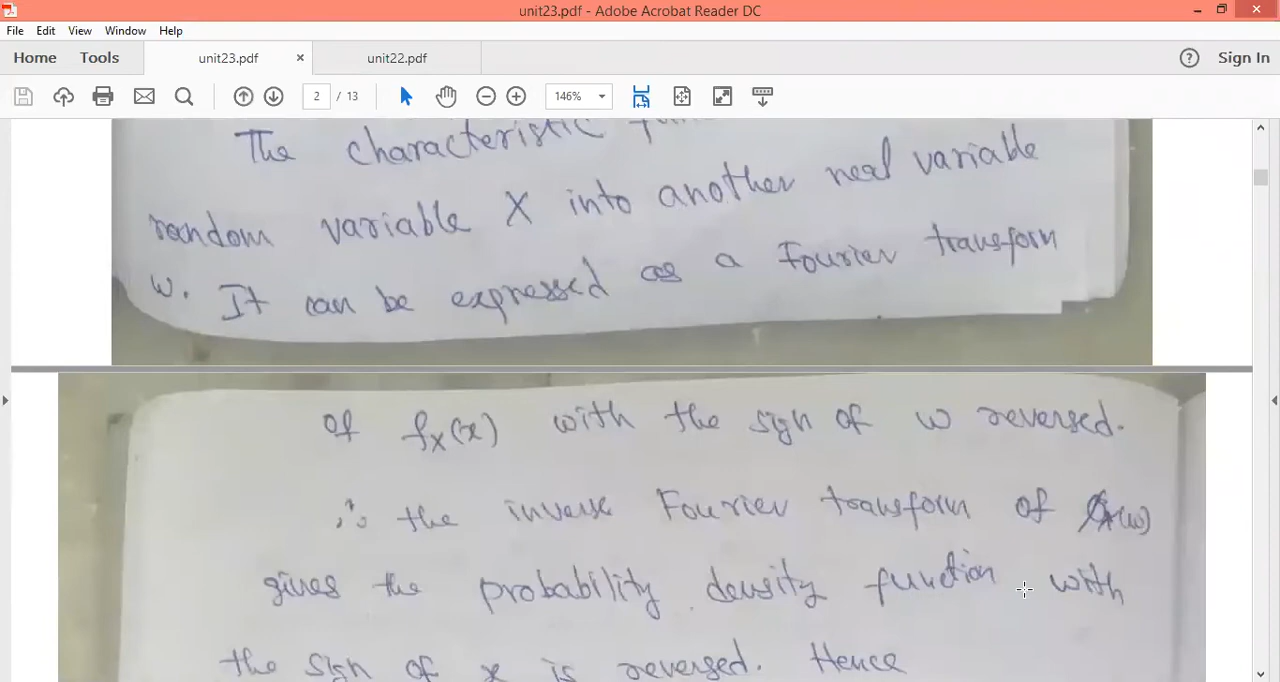 unit23.pdf - Adobe Acrobat Reader DC
File Edit View Window Help
Home Tools unit23.pdf × unit22.pdf Sign In
2 / 13 146%
The characteristic
random variable X into another real variable
w. It can be expressed as a Fourier transform
of fx(x) with the sign of w reversed.
∴ the inverse Fourier transform of
gives the probability density function with
the sign of x is reversed. Hence